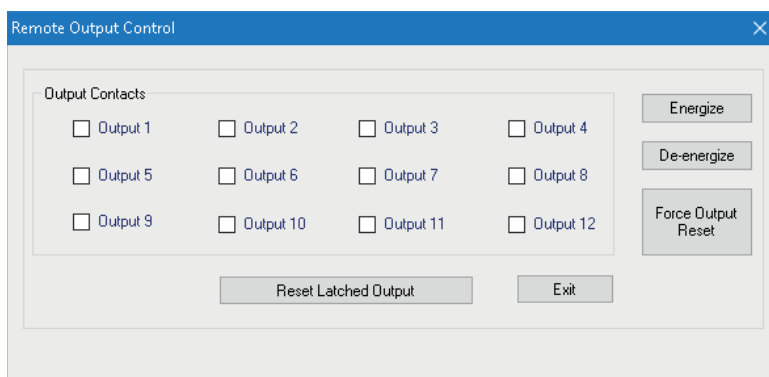 Remote Output Control
Output Contacts
Output 1 Output 2 Output 3 Output 4
Output 5 Output 6 Output 7 Output 8
Output 9 Output 10 Output 11 Output 12
Energize
De-energize
Force Output
Reset
Reset Latched Output Exit